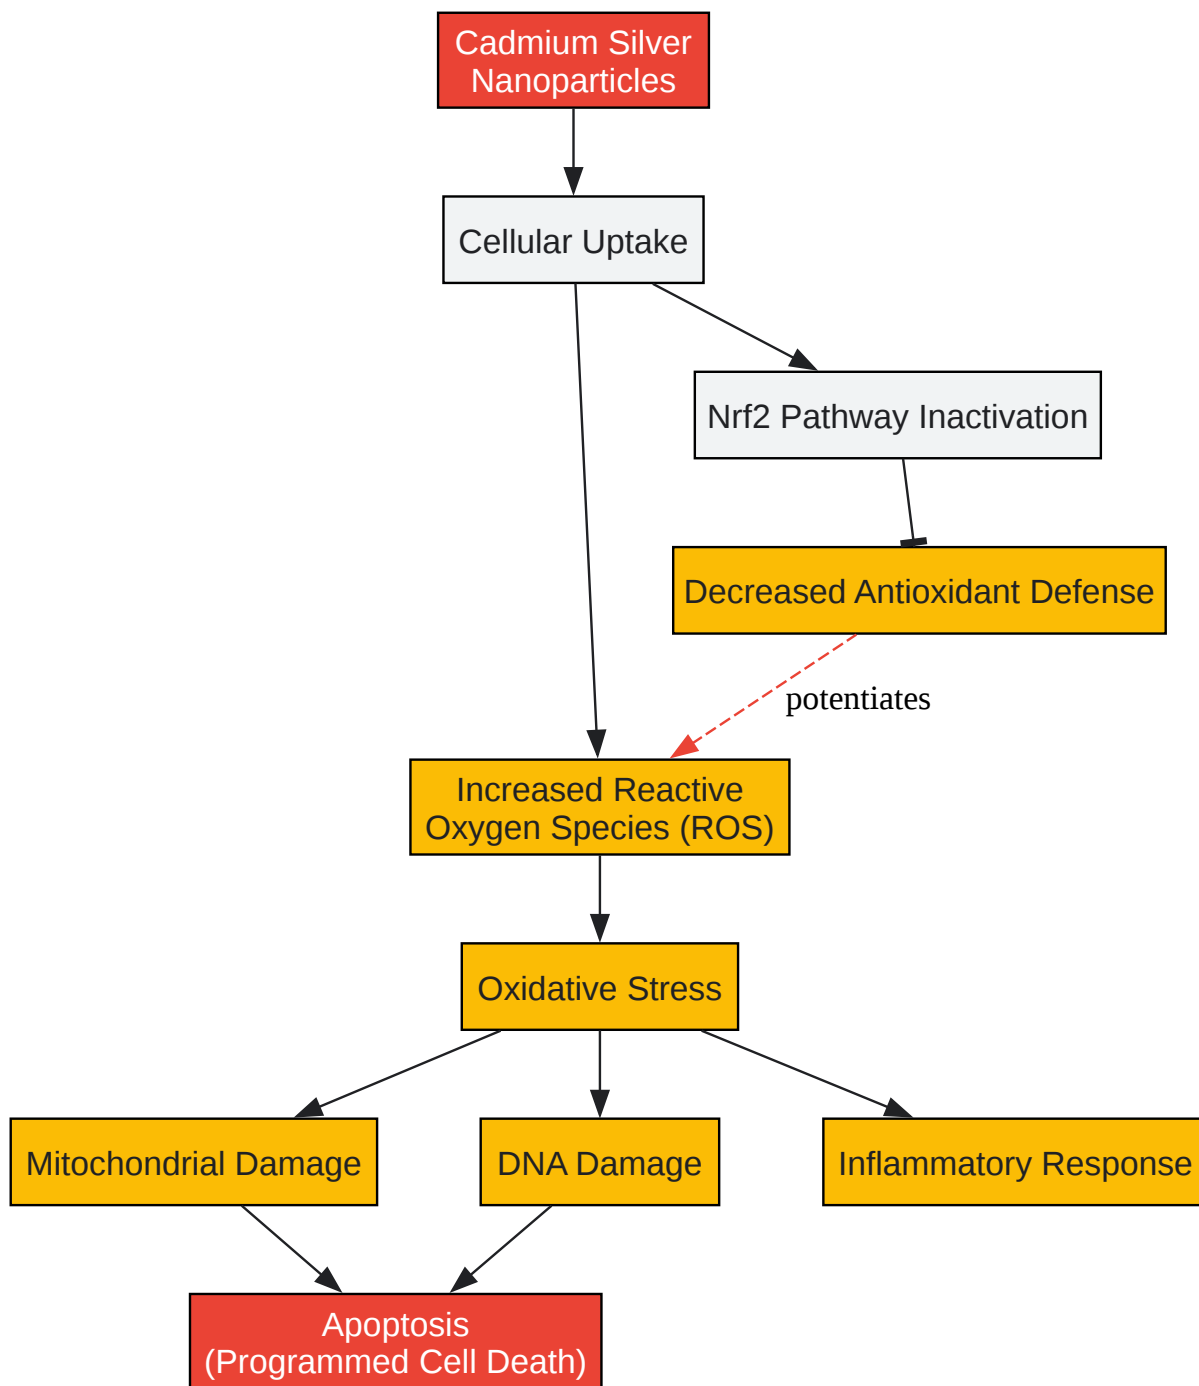 Cadmium Silver
Nanoparticles
Cellular Uptake
Nrf2 Pathway Inactivation
Decreased Antioxidant Defense
potentiates
Increased Reactive
Oxygen Species (ROS)
Oxidative Stress
Mitochondrial Damage
DNA Damage
Inflammatory Response
Apoptosis
(Programmed Cell Death)